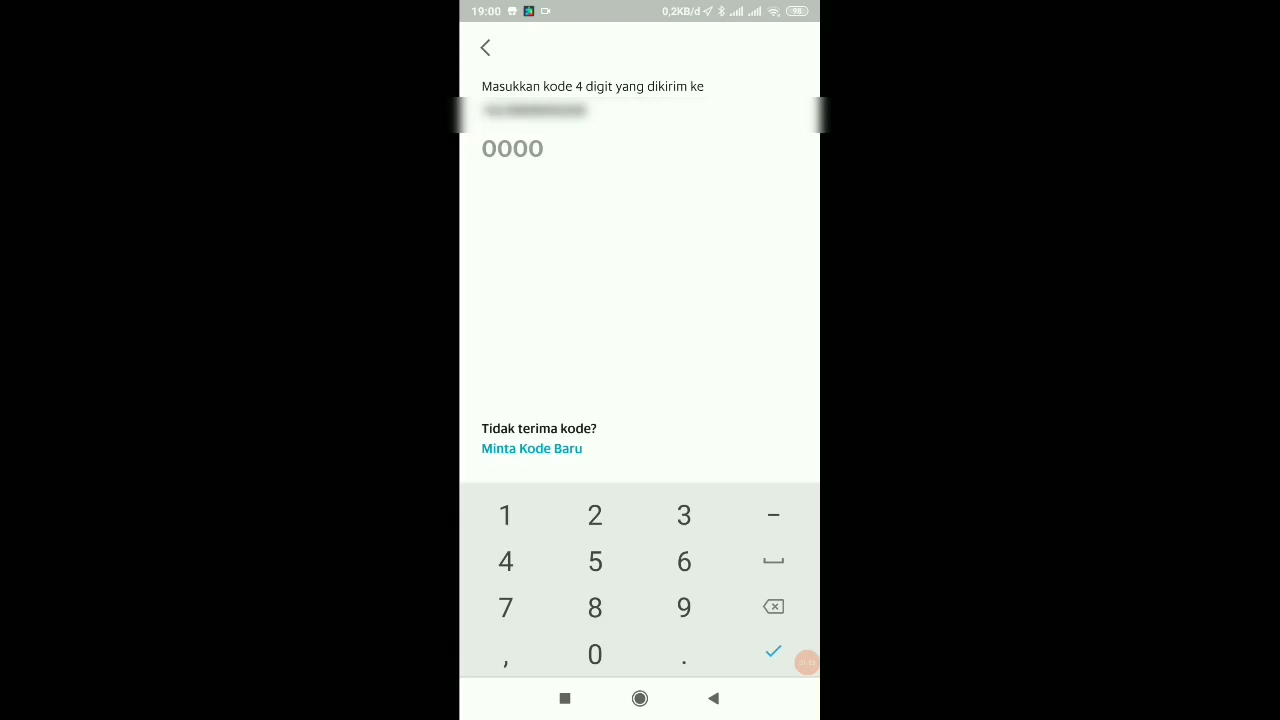 19:00 0,2KB/d 98
Masukkan kode 4 digit yang dikirim ke
0000
Tidak terima kode?
Minta Kode Baru
1 2 3 -
4 5 6
7 8 9
, 0 .